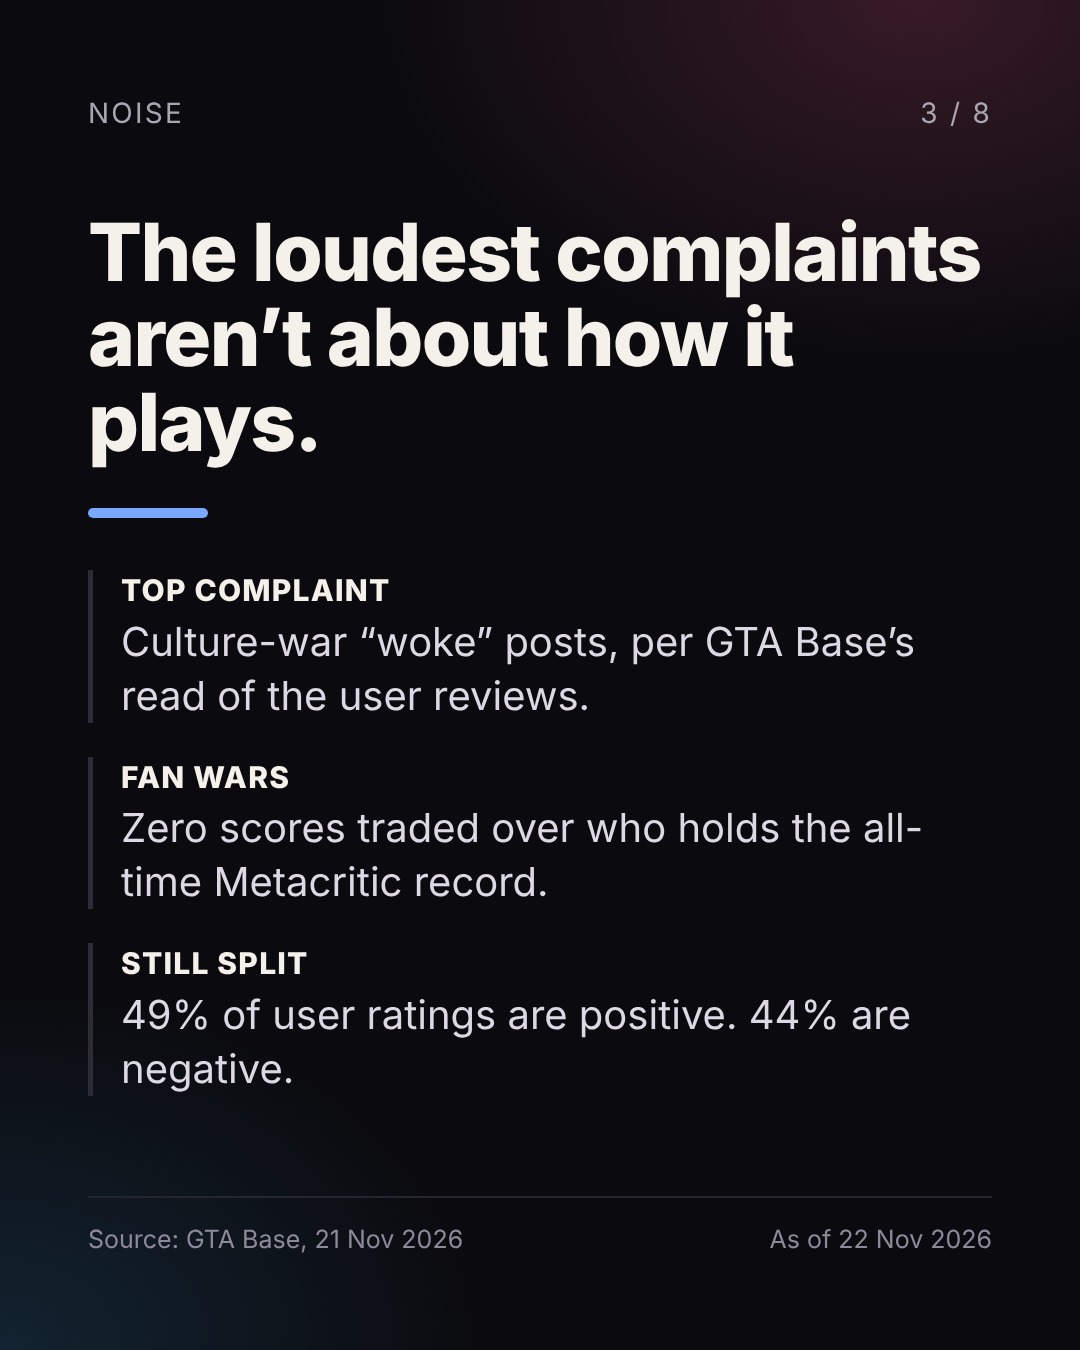 NOISE
3 / 8
The loudest complaints
aren’t about how it
plays.
TOP COMPLAINT
Culture-war “woke” posts, per GTA Base’s
read of the user reviews.
FAN WARS
Zero scores traded over who holds the all-
time Metacritic record.
STILL SPLIT
49% of user ratings are positive. 44% are
negative.
Source: GTA Base, 21 Nov 2026
As of 22 Nov 2026